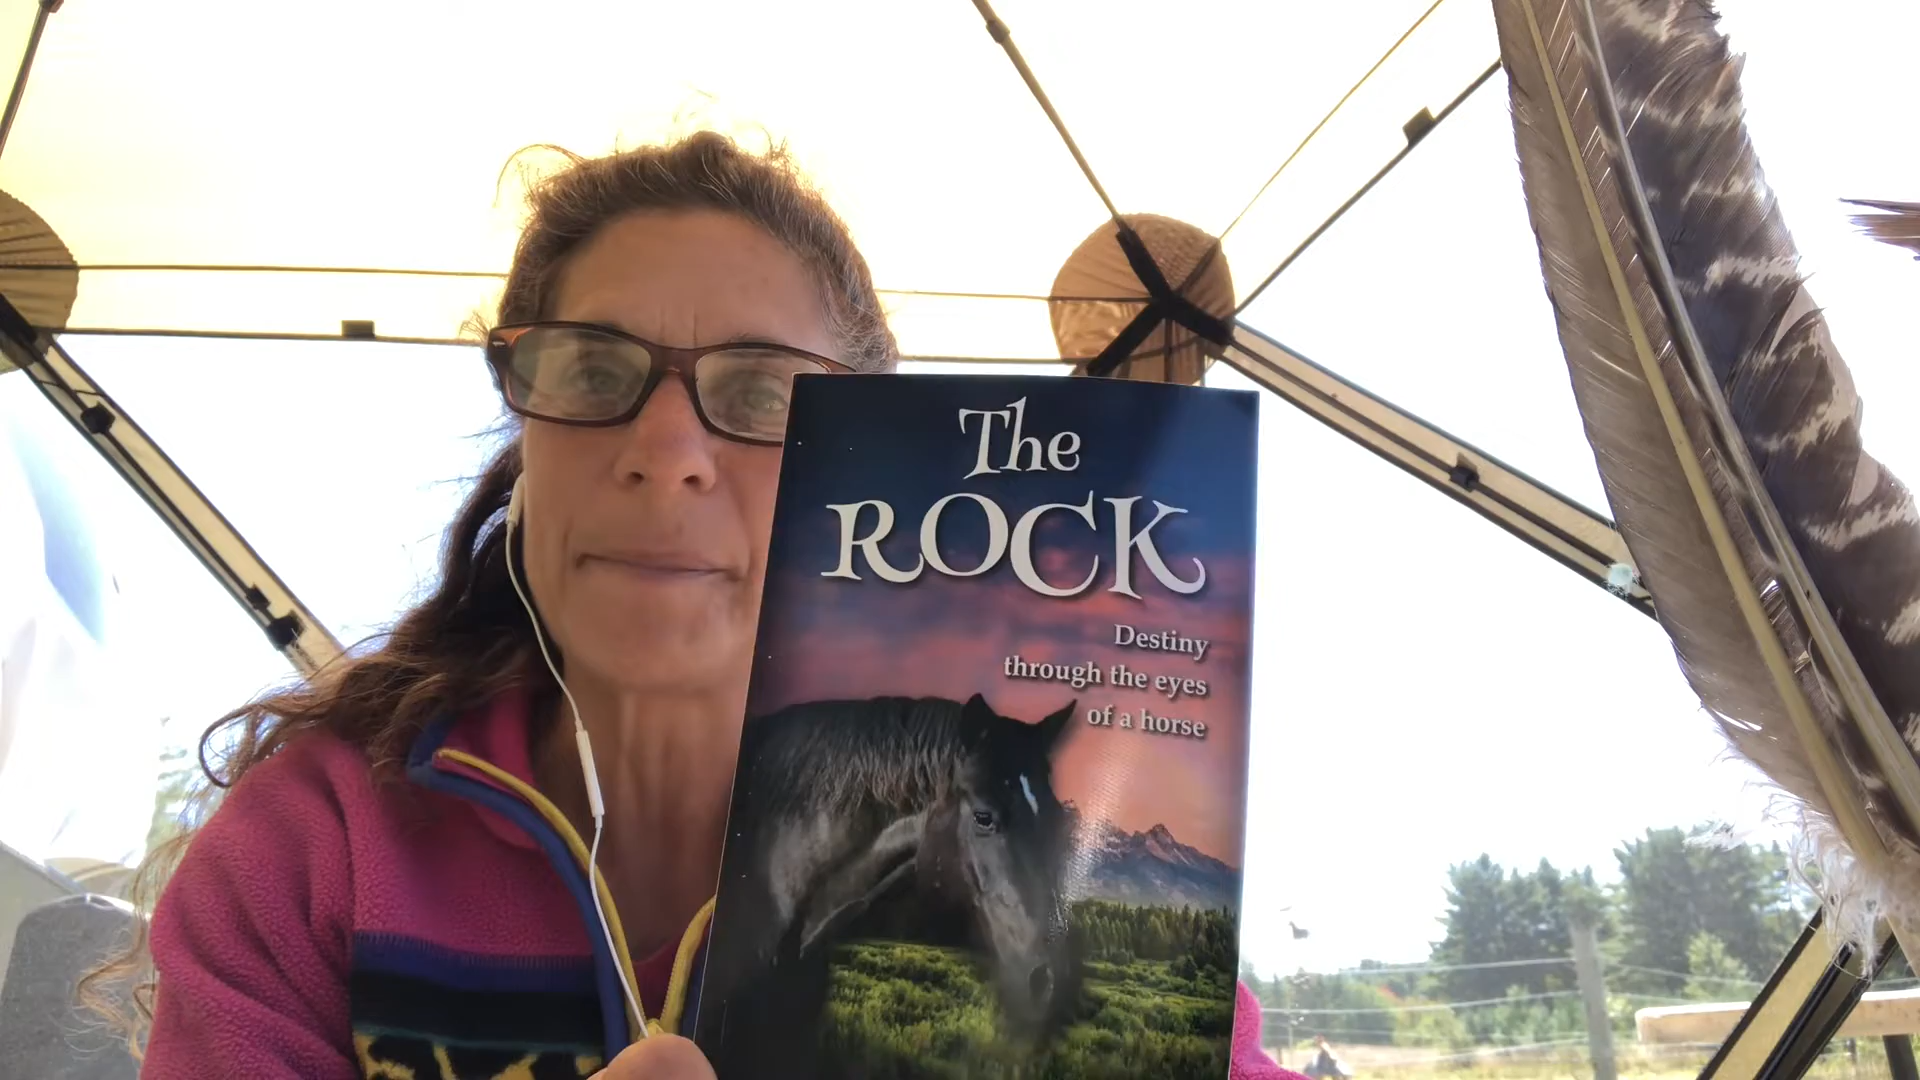 The
ROCK
Destiny
through the eyes
of a horse